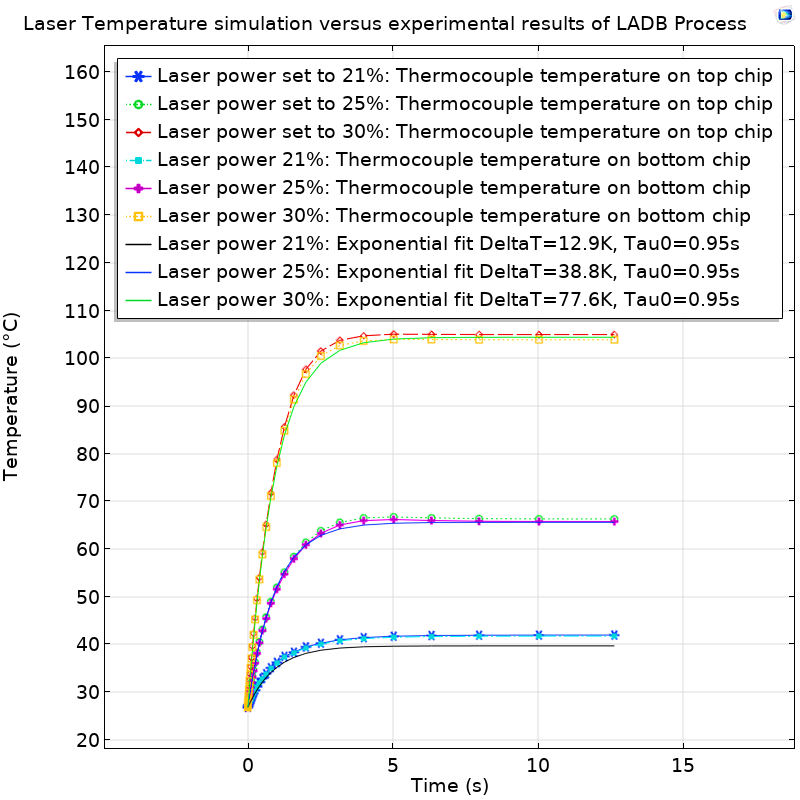 Laser Temperature simulation versus experimental results of LADB Process
Laser power set to 21%: Thermocouple temperature on top chip
Laser power set to 25%: Thermocouple temperature on top chip
Laser power set to 30%: Thermocouple temperature on top chip
Laser power 21%: Thermocouple temperature on bottom chip
Laser power 25%: Thermocouple temperature on bottom chip
Laser power 30%: Thermocouple temperature on bottom chip
Laser power 21%: Exponential fit DeltaT=12.9K, Tau0=0.95s
Laser power 25%: Exponential fit DeltaT=38.8K, Tau0=0.95s
Laser power 30%: Exponential fit DeltaT=77.6K, Tau0=0.95s
Temperature (°C)
160
150
140
130
120
110
100
90
80
70
60
50
40
30
20
0 5 10 15
Time (s)